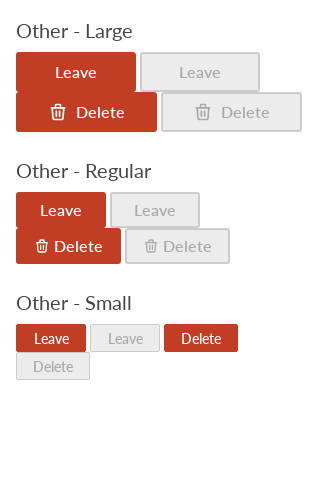 Other - Large
Leave Leave
Delete Delete
Other - Regular
Leave Leave
Delete Delete
Other - Small
Leave Leave Delete
Delete